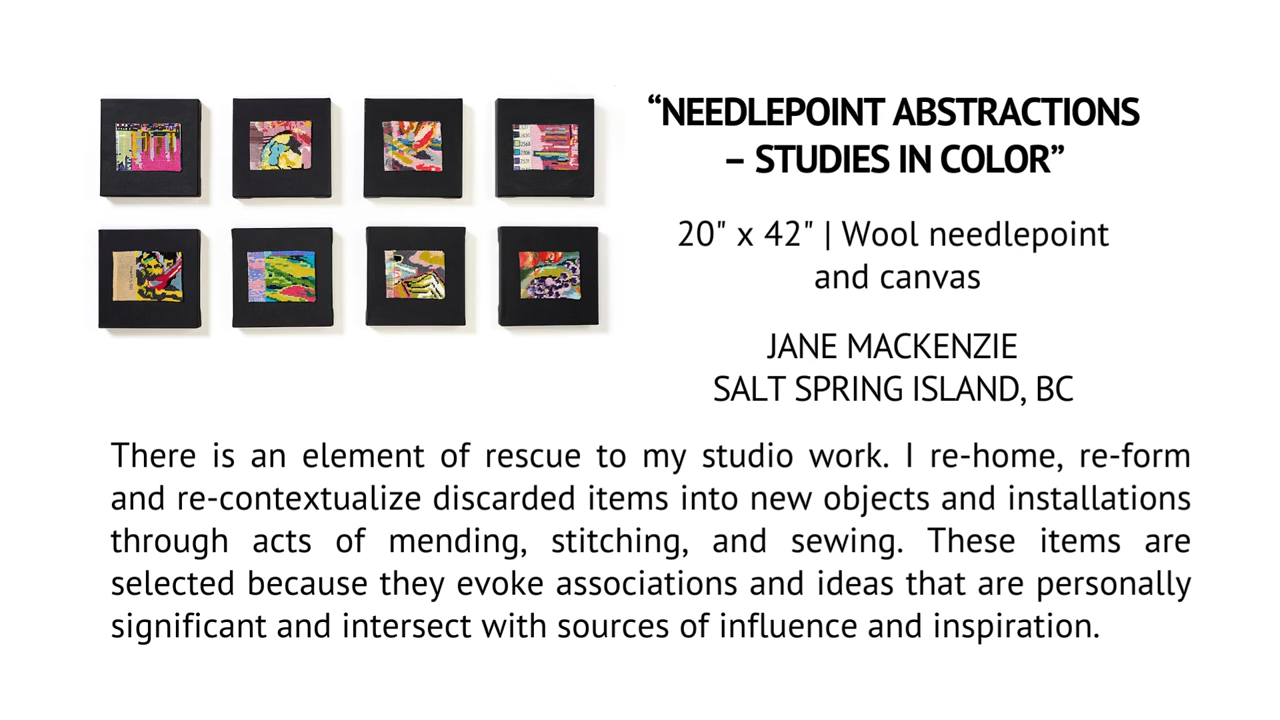 “NEEDLEPOINT ABSTRACTIONS
– STUDIES IN COLOR”
20" x 42" | Wool needlepoint
and canvas
JANE MACKENZIE
SALT SPRING ISLAND, BC
There is an element of rescue to my studio work. I re-home, re-form
and re-contextualize discarded items into new objects and installations
through acts of mending, stitching, and sewing. These items are
selected because they evoke associations and ideas that are personally
significant and intersect with sources of influence and inspiration.